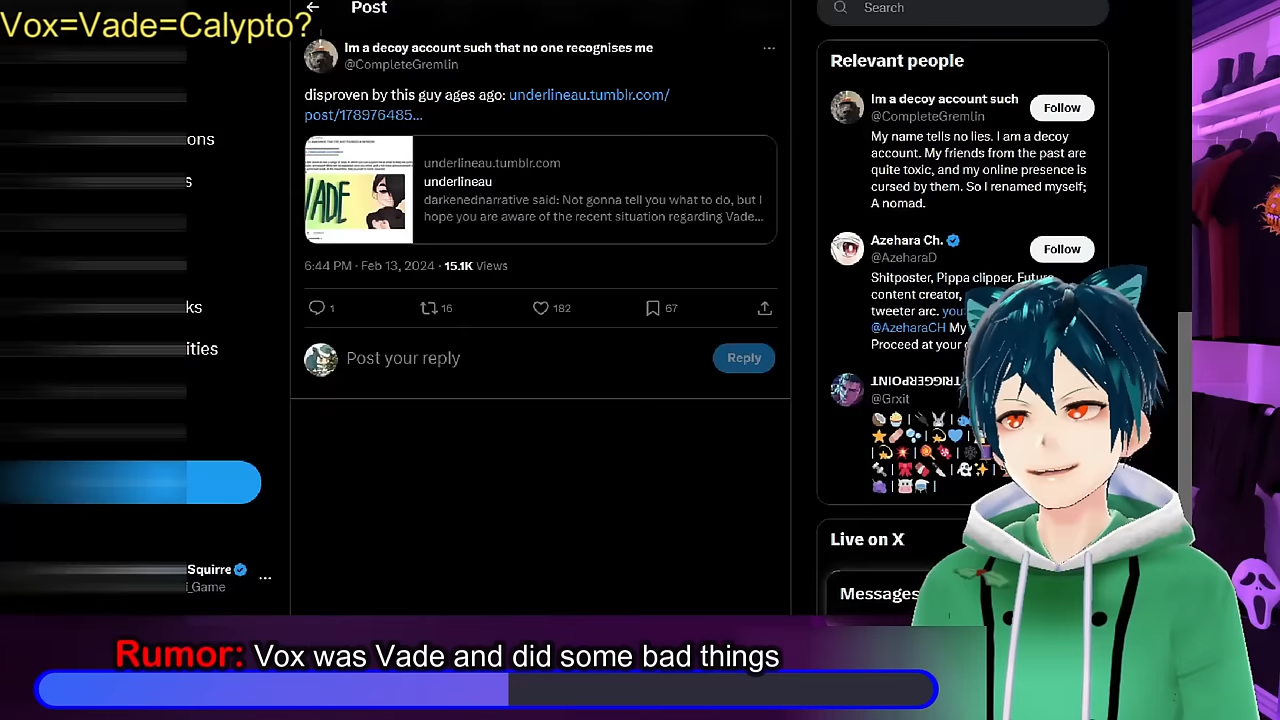 Vox=Vade=Calypto?
Post
Im a decoy account such that no one recognises me
@CompleteGremlin
disproven by this guy ages ago: underlineau.tumblr.com/
post/178976485...
VADE
underlineau.tumblr.com
underlineau
darkenednarrative said: Not gonna tell you what to do, but I
hope you are aware of the recent situation regarding Vade...
6:44 PM · Feb 13, 2024 · 15.1K Views
1
16
182
67
Post your reply
Reply
ons
s
ks
ities
Squirre
i_Game
Search
Relevant people
Im a decoy account such
@CompleteGremlin
Follow
My name tells no lies. I am a decoy
account. My friends from the past are
quite toxic, and my online presence is
cursed by them. So I renamed myself;
A nomad.
Azehara Ch.
@AzeharaD
Follow
Shitposter, Pippa clipper. Future
content creator,
tweeter arc.
@AzeharaCH My
Proceed at your
@Grxit
Live on X
Messages
Rumor: Vox was Vade and did some bad things